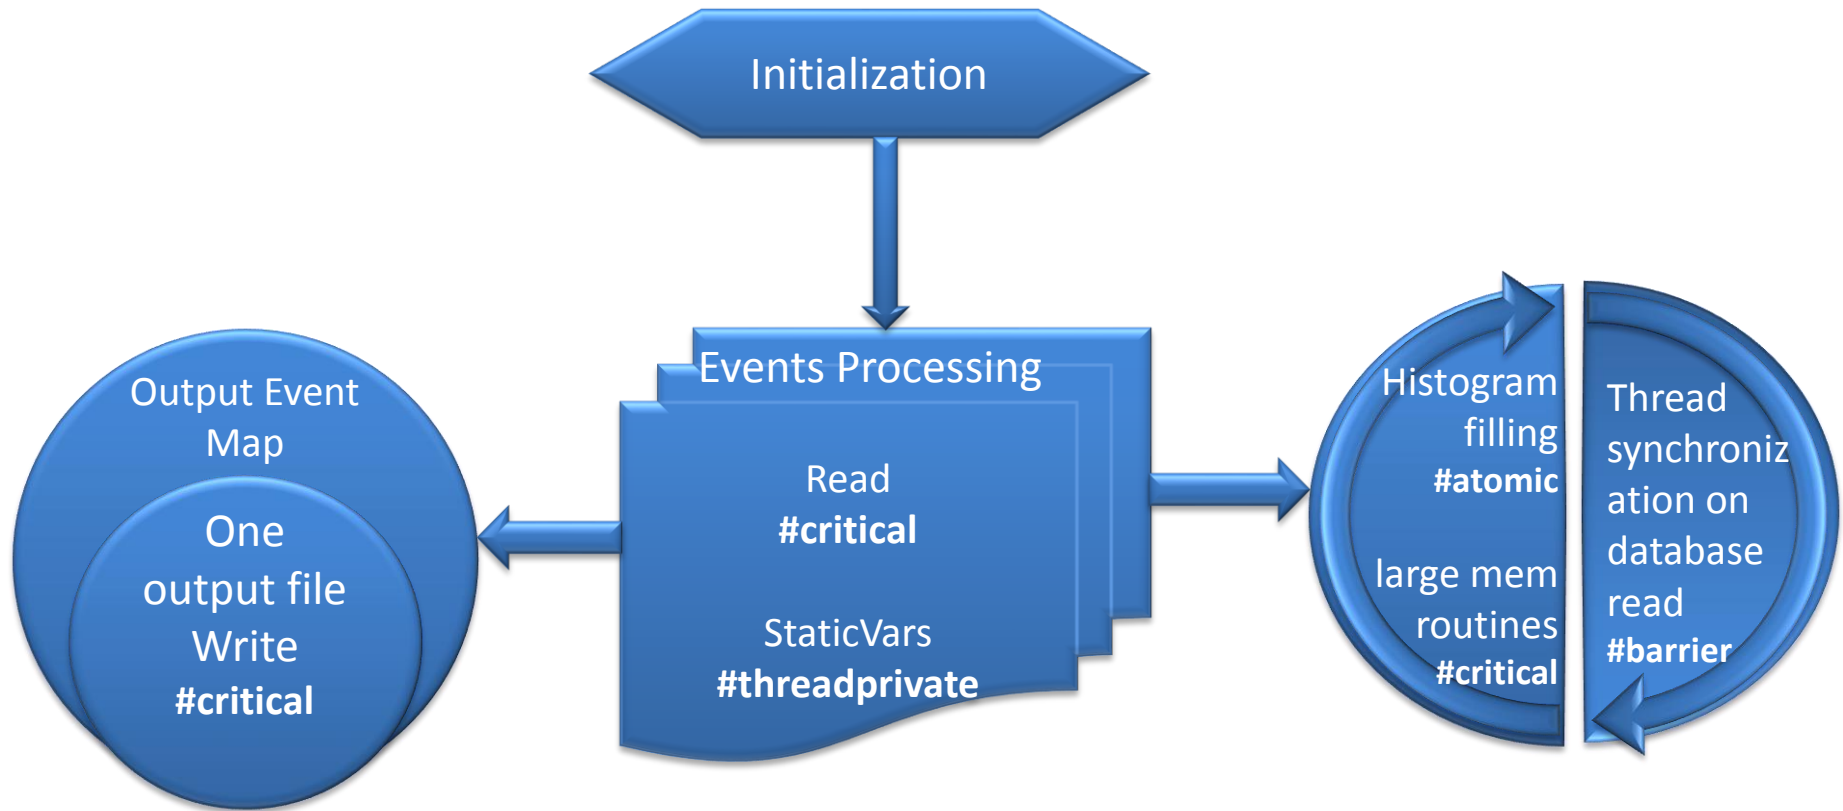 Initialization
Events Processing
Read
#critical
StaticVars
#threadprivate
Output Event
Map
One
output file
Write
#critical
Histogram
filling
#atomic
large mem
routines
#critical
Thread
synchroniz
ation on
database
read
#barrier